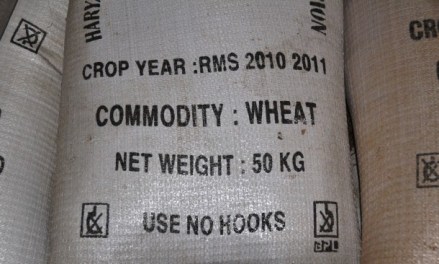 CROP YEAR : RMS 2010 2011
COMMODITY : WHEAT
NET WEIGHT : 50 KG
USE NO HOOKS